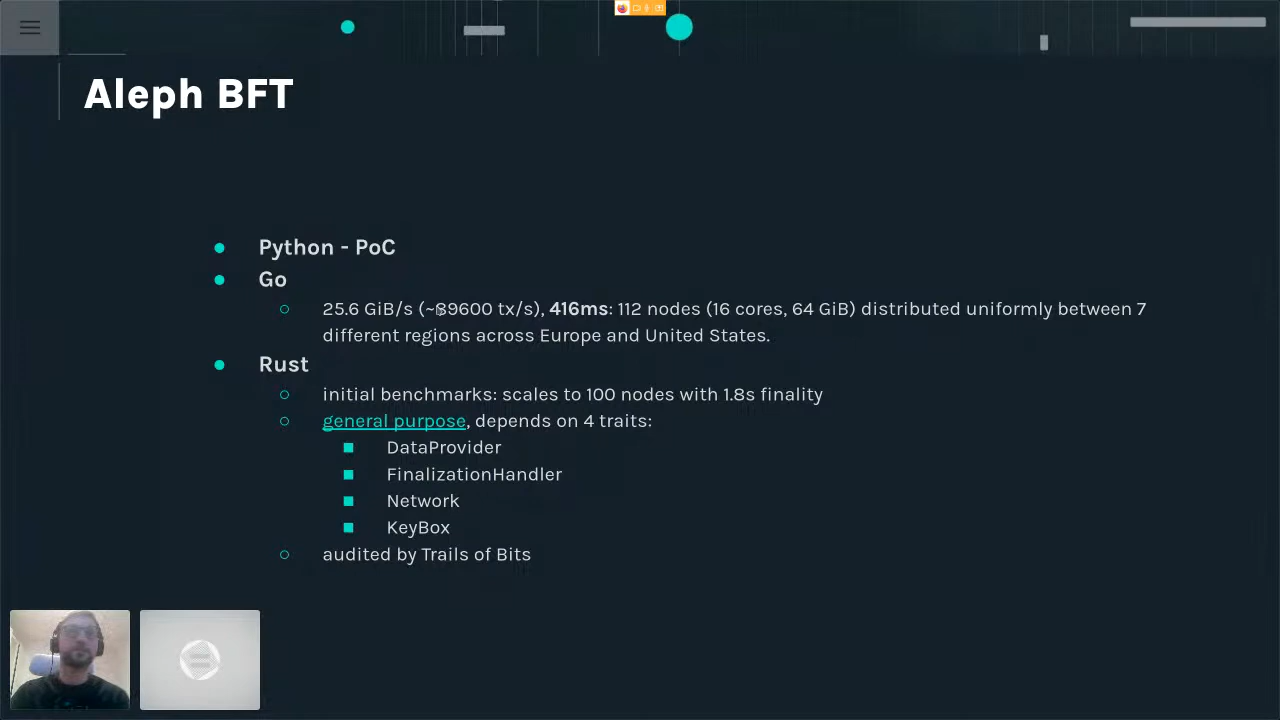 Aleph BFT
Python - PoC
Go
25.6 GiB/s (~89600 tx/s), 416ms: 112 nodes (16 cores, 64 GiB) distributed uniformly between 7
different regions across Europe and United States.
Rust
initial benchmarks: scales to 100 nodes with 1.8s finality
general purpose, depends on 4 traits:
DataProvider
FinalizationHandler
Network
KeyBox
audited by Trails of Bits